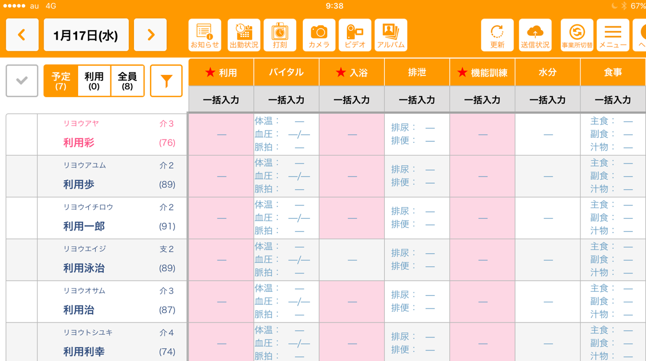 au 4G 9:38 67%
1月17日(水) お知らせ 出勤状況 打刻 カメラ ビデオ アルバム 更新 送信状況 事業所切替 メニュー
予定 利用 全員
(7) (0) (8)
★ 利用 バイタル ★ 入浴 排泄 ★ 機能訓練 水分 食事
一括入力 一括入力 一括入力 一括入力 一括入力 一括入力 一括入力
リヨウアヤ 介3
利用彩 (76)
— 体温： — 血圧： —/— 脈拍： — — 排尿： — 排便： — — — 主食： — 副食： — 汁物： —
リヨウアユム 介2
利用歩 (89)
— 体温： — 血圧： —/— 脈拍： — — 排尿： — 排便： — — — 主食： — 副食： — 汁物： —
リヨウイチロウ 介2
利用一郎 (91)
— 体温： — 血圧： —/— 脈拍： — — 排尿： — 排便： — — — 主食： — 副食： — 汁物： —
リヨウエイジ 支2
利用泳治 (89)
— 体温： — 血圧： —/— 脈拍： — — 排尿： — 排便： — — — 主食： — 副食： — 汁物： —
リヨウオサム 介3
利用治 (87)
— 体温： — 血圧： —/— 脈拍： — — 排尿： — 排便： — — — 主食： — 副食： — 汁物： —
リヨウトシユキ 介4
利用利幸 (74)
— 体温： — 血圧： —/— 脈拍： — — 排尿： — 排便： — — — 主食： — 副食： — 汁物： —